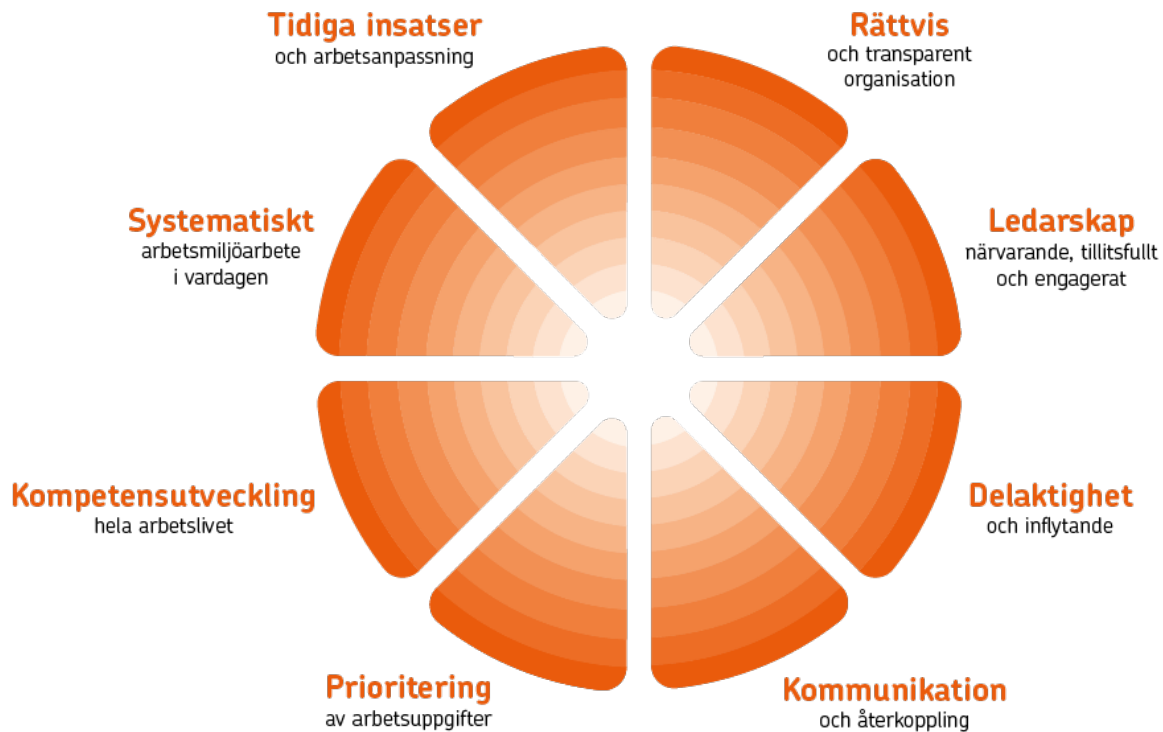 Tidiga insatser
och arbetsanpassning
Rättvis
och transparent
organisation
Systematiskt
arbetsmiljöarbete
i vardagen
Ledarskap
närvarande, tillitsfullt
och engagerat
Kompetensutveckling
hela arbetslivet
Delaktighet
och inflytande
Prioritering
av arbetsuppgifter
Kommunikation
och återkoppling